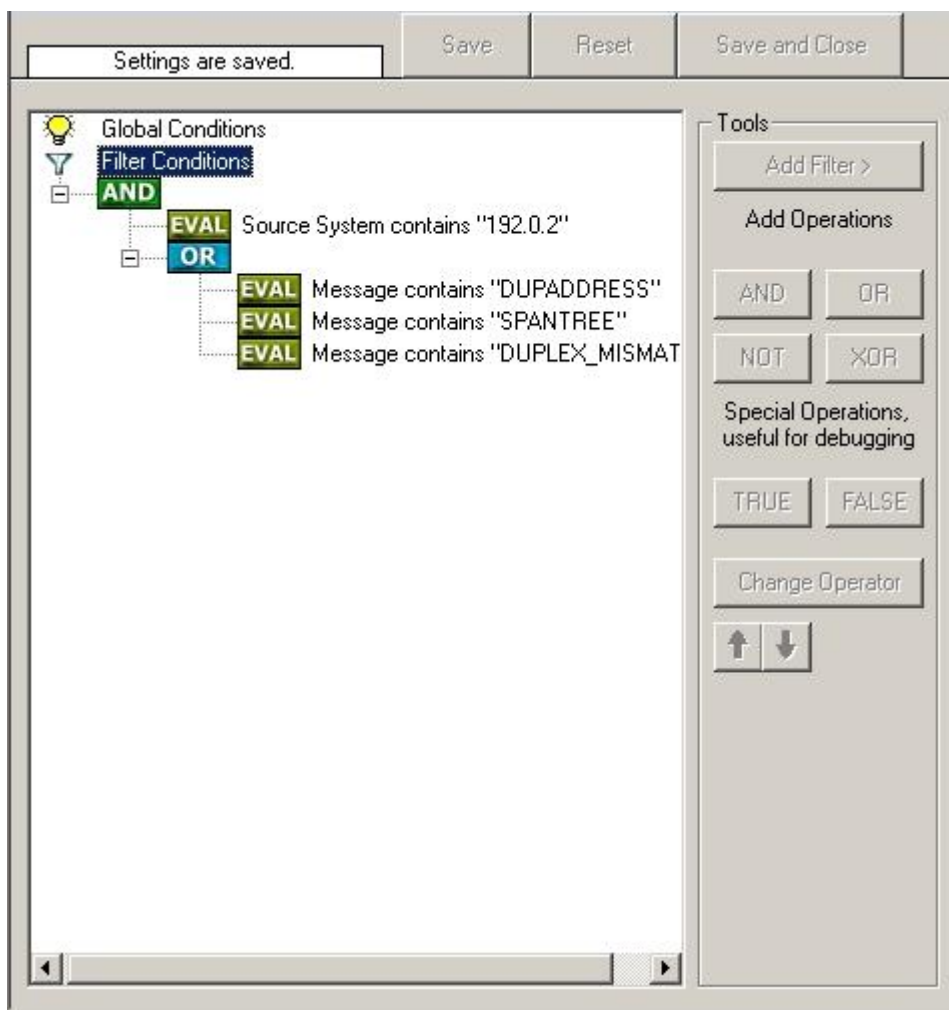 Settings are saved.
Save
Reset
Save and Close
Global Conditions
Filter Conditions
AND
EVAL Source System contains "192.0.2"
OR
EVAL Message contains "DUPADDRESS"
EVAL Message contains "SPANTREE"
EVAL Message contains "DUPLEX_MISMAT
Tools
Add Filter >
Add Operations
AND
OR
NOT
XOR
Special Operations,
useful for debugging
TRUE
FALSE
Change Operator